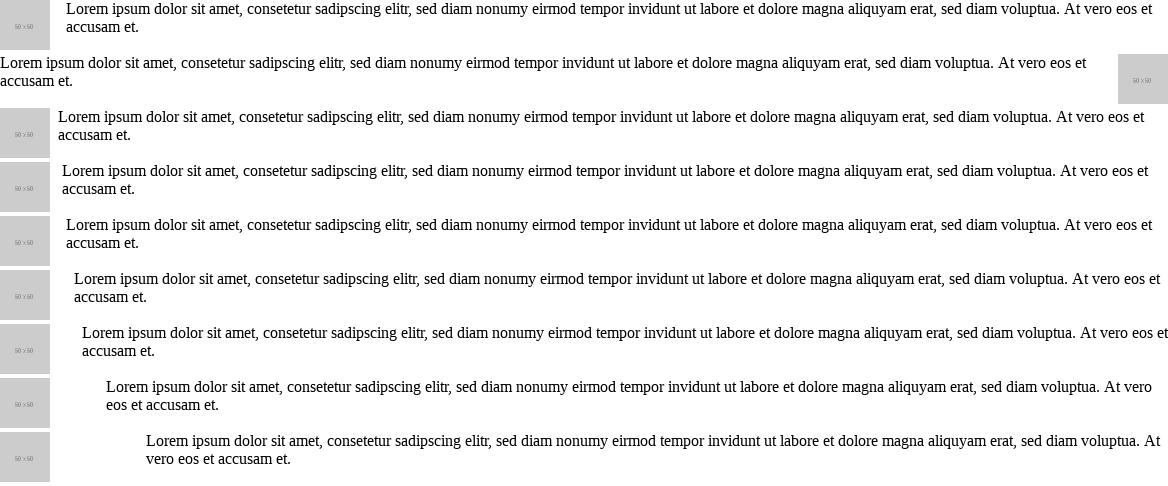 50 x 50
Lorem ipsum dolor sit amet, consetetur sadipscing elitr, sed diam nonumy eirmod tempor invidunt ut labore et dolore magna aliquyam erat, sed diam voluptua. At vero eos et
accusam et.
Lorem ipsum dolor sit amet, consetetur sadipscing elitr, sed diam nonumy eirmod tempor invidunt ut labore et dolore magna aliquyam erat, sed diam voluptua. At vero eos et
accusam et.
50 x 50
50 x 50
Lorem ipsum dolor sit amet, consetetur sadipscing elitr, sed diam nonumy eirmod tempor invidunt ut labore et dolore magna aliquyam erat, sed diam voluptua. At vero eos et
accusam et.
50 x 50
Lorem ipsum dolor sit amet, consetetur sadipscing elitr, sed diam nonumy eirmod tempor invidunt ut labore et dolore magna aliquyam erat, sed diam voluptua. At vero eos et
accusam et.
50 x 50
Lorem ipsum dolor sit amet, consetetur sadipscing elitr, sed diam nonumy eirmod tempor invidunt ut labore et dolore magna aliquyam erat, sed diam voluptua. At vero eos et
accusam et.
50 x 50
Lorem ipsum dolor sit amet, consetetur sadipscing elitr, sed diam nonumy eirmod tempor invidunt ut labore et dolore magna aliquyam erat, sed diam voluptua. At vero eos et
accusam et.
50 x 50
Lorem ipsum dolor sit amet, consetetur sadipscing elitr, sed diam nonumy eirmod tempor invidunt ut labore et dolore magna aliquyam erat, sed diam voluptua. At vero eos et
accusam et.
50 x 50
Lorem ipsum dolor sit amet, consetetur sadipscing elitr, sed diam nonumy eirmod tempor invidunt ut labore et dolore magna aliquyam erat, sed diam voluptua. At vero
eos et accusam et.
50 x 50
Lorem ipsum dolor sit amet, consetetur sadipscing elitr, sed diam nonumy eirmod tempor invidunt ut labore et dolore magna aliquyam erat, sed diam voluptua. At
vero eos et accusam et.